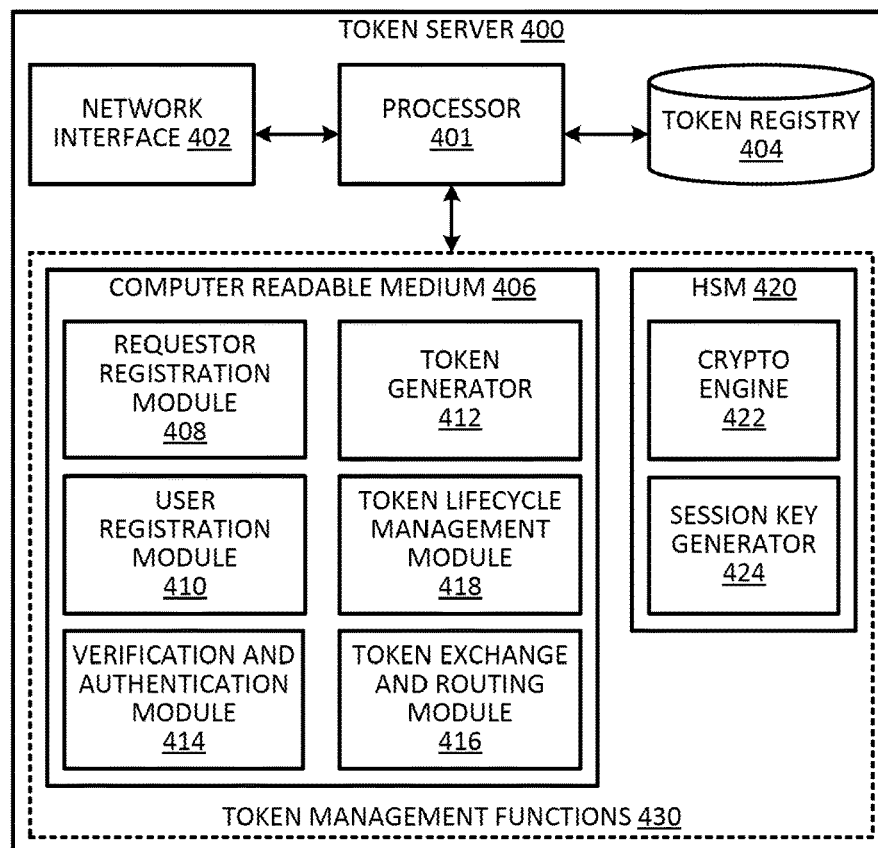 TOKEN SERVER 400
NETWORK
INTERFACE 402
PROCESSOR
401
TOKEN REGISTRY
404
COMPUTER READABLE MEDIUM 406
REQUESTOR
REGISTRATION
MODULE
408
TOKEN
GENERATOR
412
USER
REGISTRATION
MODULE
410
TOKEN LIFECYCLE
MANAGEMENT
MODULE
418
VERIFICATION AND
AUTHENTICATION
MODULE
414
TOKEN EXCHANGE
AND ROUTING
MODULE
416
HSM 420
CRYPTO
ENGINE
422
SESSION KEY
GENERATOR
424
TOKEN MANAGEMENT FUNCTIONS 430